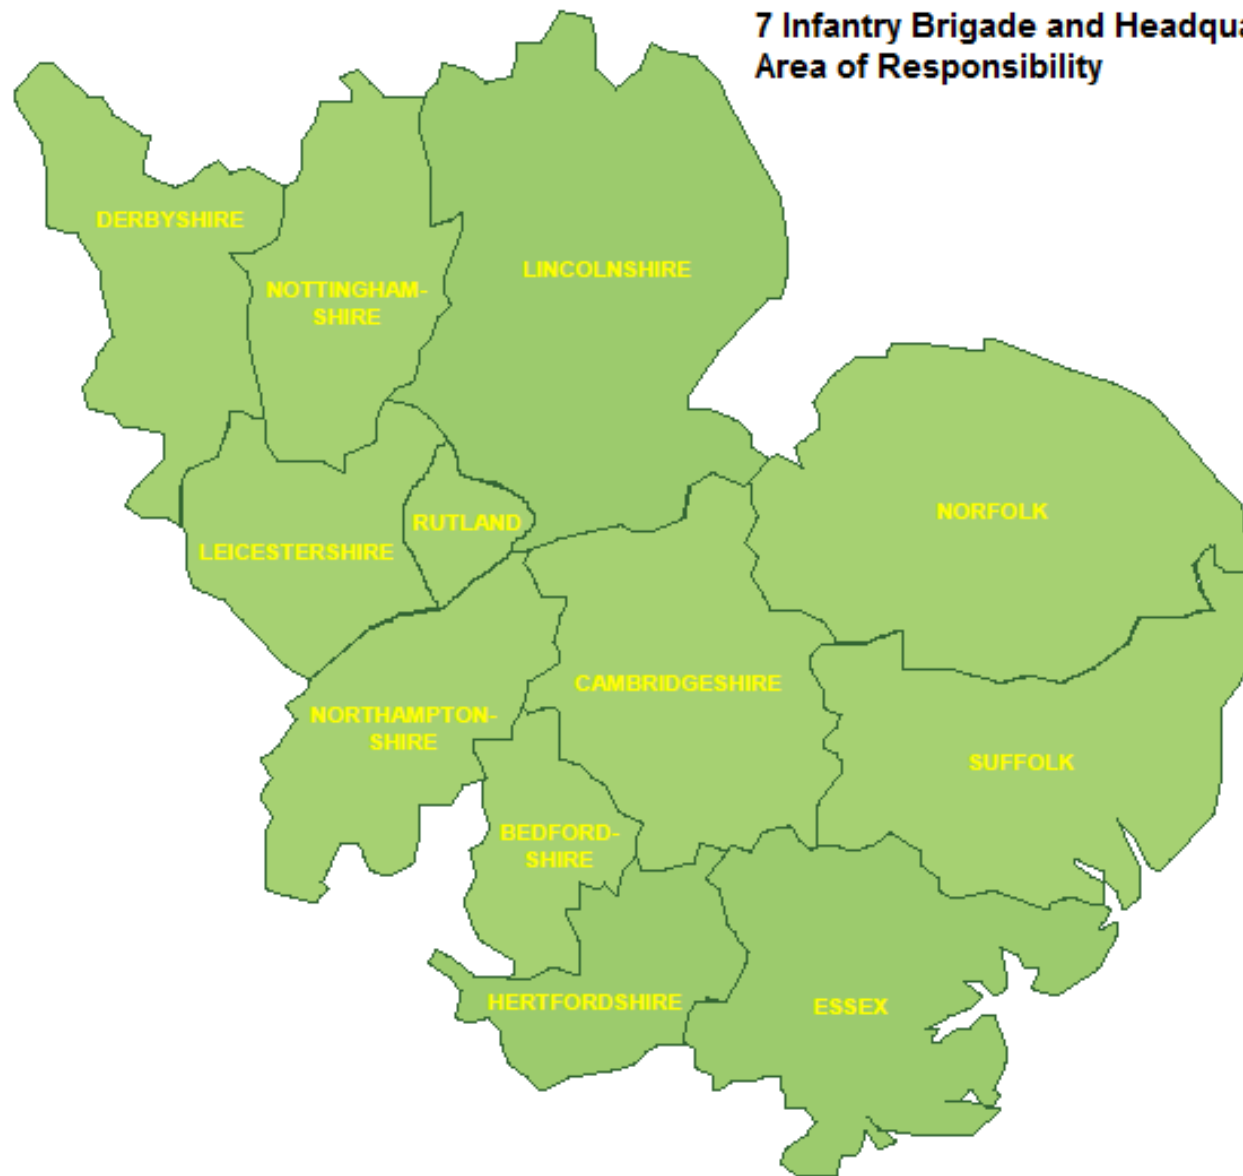 7 Infantry Brigade and
Area of Responsibility
DERBYSHIRE
LINCOLNSHIRE
NOTTINGHAM-
SHIRE
NORFOLK
RUTLAND
LEICESTERSHIRE
CAMBRIDGESHIRE
NORTHAMPTON-
SHIRE
SUFFOLK
BEDFORD-
SHIRE
HERTFORDSHIRE
ESSEX